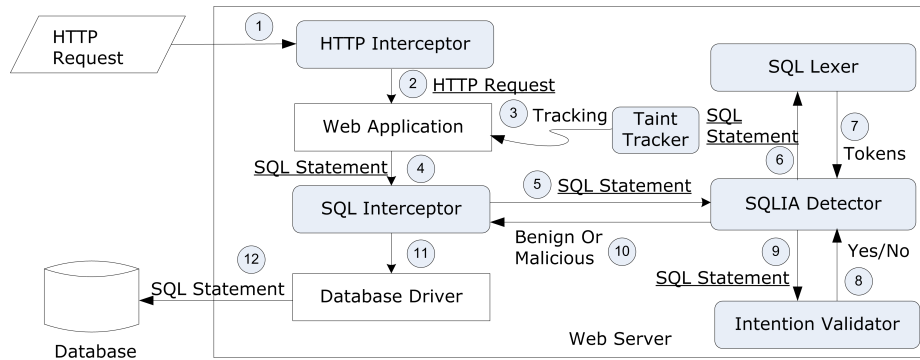 HTTP
Request
1
HTTP Interceptor
2
HTTP Request
Web Application
3
Tracking
Taint
Tracker
SQL
Statement
SQL Lexer
7
Tokens
6
SQL Statement
4
SQL Interceptor
5
SQL Statement
SQLIA Detector
Benign Or
Malicious
10
11
9
Yes/No
SQL Statement
8
12
SQL Statement
Database Driver
Database
Web Server
Intention Validator